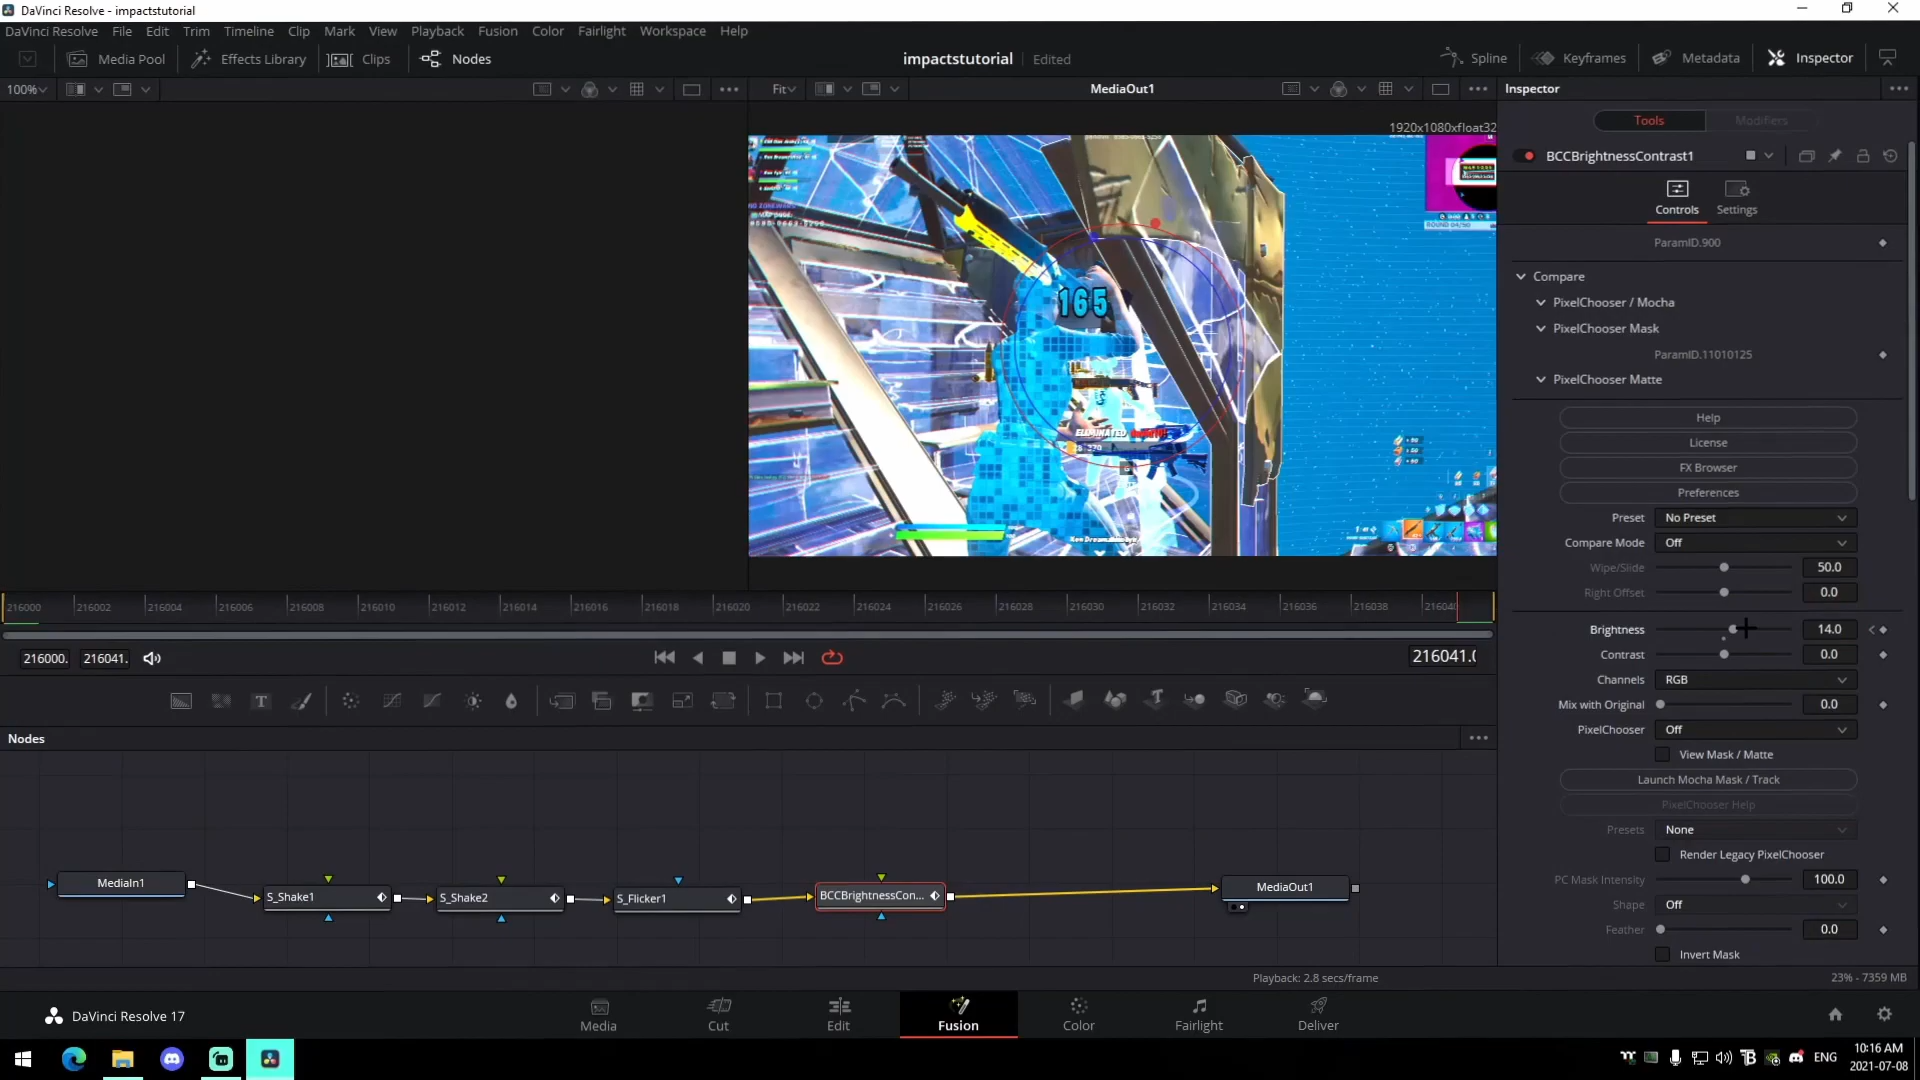 DaVinci Resolve - impactstutorial
DaVinci Resolve File Edit Trim Timeline Clip Mark View Playback Fusion Color Fairlight Workspace Help
Media Pool Effects Library Clips Nodes impactstutorial Edited Spline Keyframes Metadata Inspector
100% Fit MediaOut1 Inspector
1920x1080xfloat32
Tools Modifiers
BCCBrightnessContrast1
Controls Settings
ParamID.900
Compare
PixelChooser / Mocha
PixelChooser Mask
ParamID.11010125
PixelChooser Matte
Help
License
FX Browser
Preferences
Preset No Preset
Compare Mode Off
Wipe/Slide 50.0
Right Offset 0.0
Brightness 14.0
Contrast 0.0
Channels RGB
Mix with Original 0.0
PixelChooser Off
View Mask / Matte
Launch Mocha Mask / Track
PixelChooser Help
Presets None
Render Legacy PixelChooser
PC Mask Intensity 100.0
Shape Off
Feather 0.0
Invert Mask
165
ELIMINATED
216000 216002 216004 216006 216008 216010 216012 216014 216016 216018 216020 216022 216024 216026 216028 216030 216032 216034 216036 216038 21604
216000. 216041. 216041.0
Nodes
MediaIn1 S_Shake1 S_Shake2 S_Flicker1 BCCBrightnessCon... MediaOut1
Playback: 2.8 secs/frame 23% - 7359 MB
DaVinci Resolve 17 Media Cut Edit Fusion Color Fairlight Deliver
ENG 10:16 AM
2021-07-08